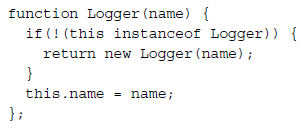 function Logger(name) {
  if(!(this instanceof Logger)) {
    return new Logger(name);
  }
  this.name = name;
};